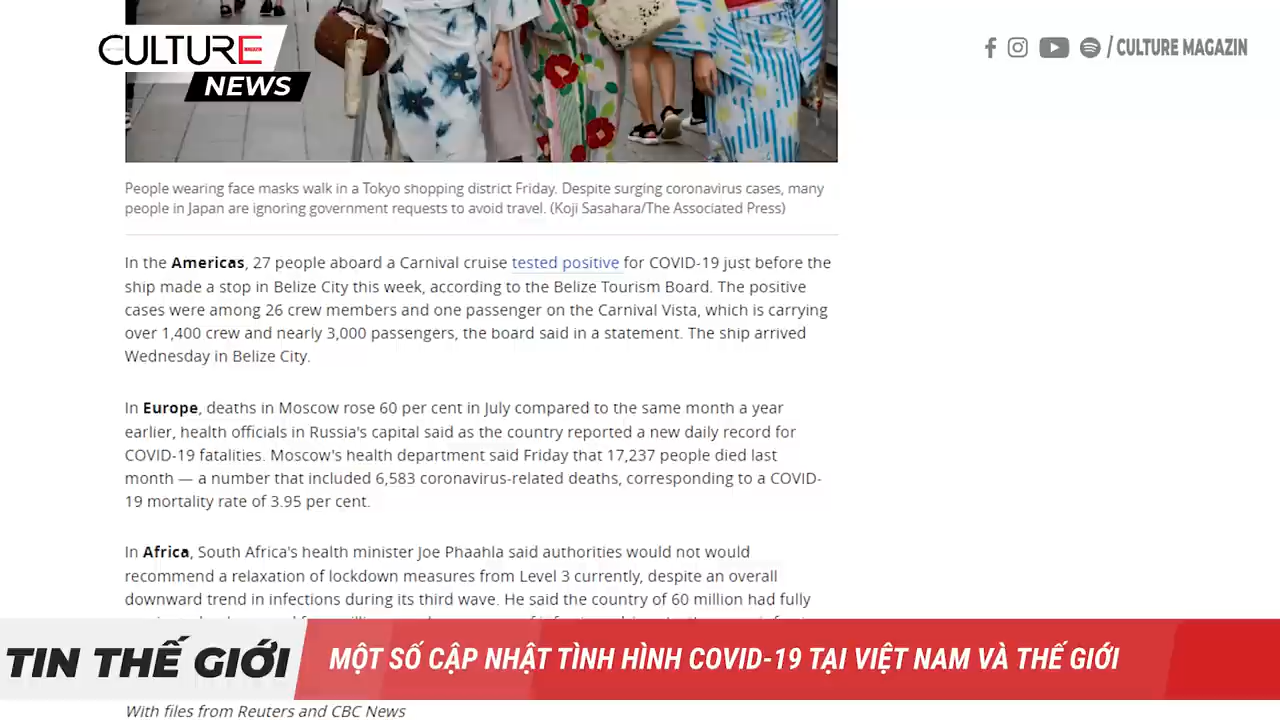 CULTURE
NEWS
/ CULTURE MAGAZIN
People wearing face masks walk in a Tokyo shopping district Friday. Despite surging coronavirus cases, many
people in Japan are ignoring government requests to avoid travel. (Koji Sasahara/The Associated Press)
In the Americas, 27 people aboard a Carnival cruise tested positive for COVID-19 just before the
ship made a stop in Belize City this week, according to the Belize Tourism Board. The positive
cases were among 26 crew members and one passenger on the Carnival Vista, which is carrying
over 1,400 crew and nearly 3,000 passengers, the board said in a statement. The ship arrived
Wednesday in Belize City.
In Europe, deaths in Moscow rose 60 per cent in July compared to the same month a year
earlier, health officials in Russia's capital said as the country reported a new daily record for
COVID-19 fatalities. Moscow's health department said Friday that 17,237 people died last
month — a number that included 6,583 coronavirus-related deaths, corresponding to a COVID-
19 mortality rate of 3.95 per cent.
In Africa, South Africa's health minister Joe Phaahla said authorities would not would
recommend a relaxation of lockdown measures from Level 3 currently, despite an overall
downward trend in infections during its third wave. He said the country of 60 million had fully
TIN THẾ GIỚI
MỘT SỐ CẬP NHẬT TÌNH HÌNH COVID-19 TẠI VIỆT NAM VÀ THẾ GIỚI
With files from Reuters and CBC News